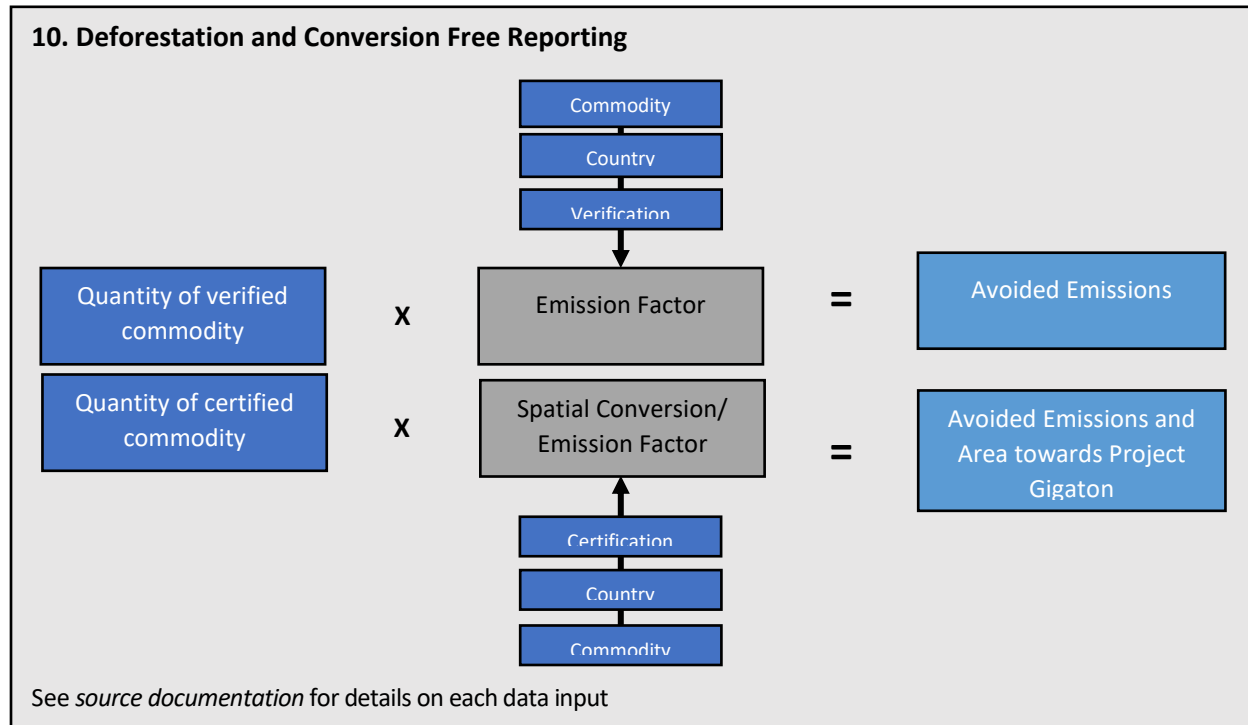 10. Deforestation and Conversion Free Reporting
Commodity
Country
Verification
Quantity of verified
commodity
x
Emission Factor
=
Avoided Emissions
Quantity of certified
commodity
x
Spatial Conversion/
Emission Factor
=
Avoided Emissions and
Area towards Project
Gigaton
Certification
Country
Commodity
See source documentation for details on each data input